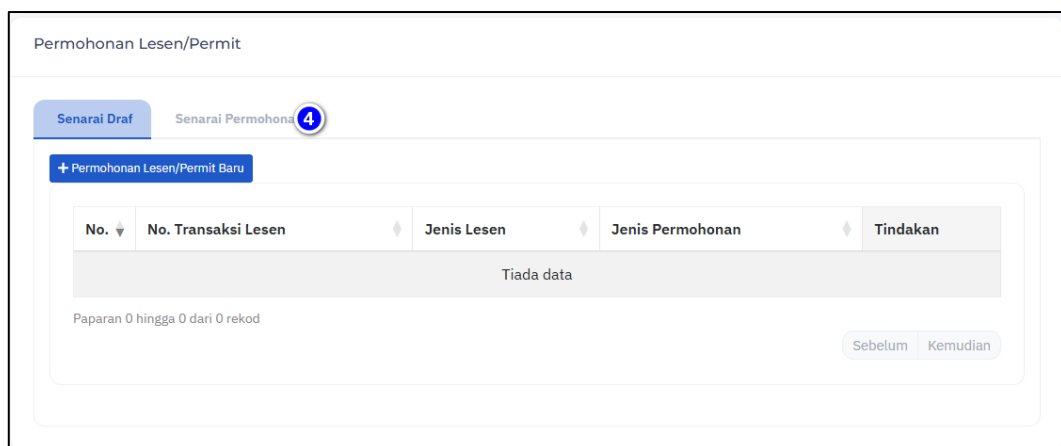 Permohonan Lesen/Permit
Senarai Draf Senarai Permohona 4
+ Permohonan Lesen/Permit Baru
No. No. Transaksi Lesen Jenis Lesen Jenis Permohonan Tindakan
Tiada data
Paparan 0 hingga 0 dari 0 rekod
Sebelum Kemudian